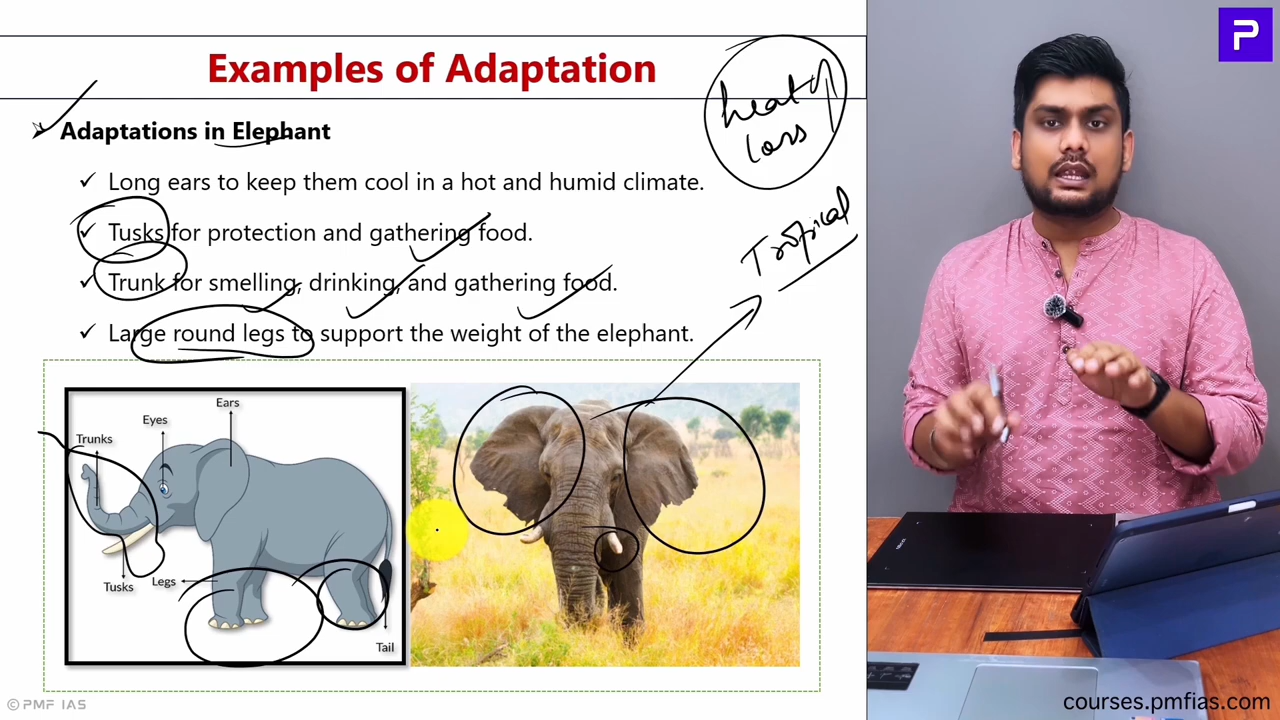 P
Examples of Adaptation
heat
loss
Adaptations in Elephant
✓ Long ears to keep them cool in a hot and humid climate.
✓ Tusks for protection and gathering food.
Tropical
✓ Trunk for smelling, drinking, and gathering food.
✓ Large round legs to support the weight of the elephant.
Ears
Eyes
Trunks
Tusks
Legs
Tail
© PMF IAS
courses.pmfias.com